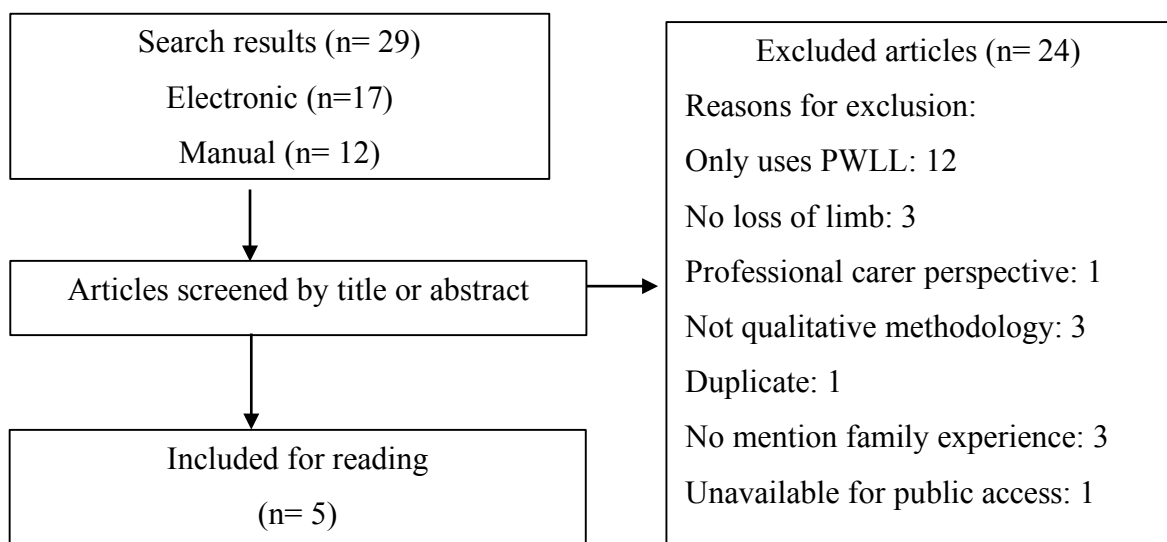 Search results (n= 29)
Electronic (n=17)
Manual (n= 12)
Articles screened by title or abstract
Included for reading
(n= 5)
Excluded articles (n= 24)
Reasons for exclusion:
Only uses PWLL: 12
No loss of limb: 3
Professional carer perspective: 1
Not qualitative methodology: 3
Duplicate: 1
No mention family experience: 3
Unavailable for public access: 1